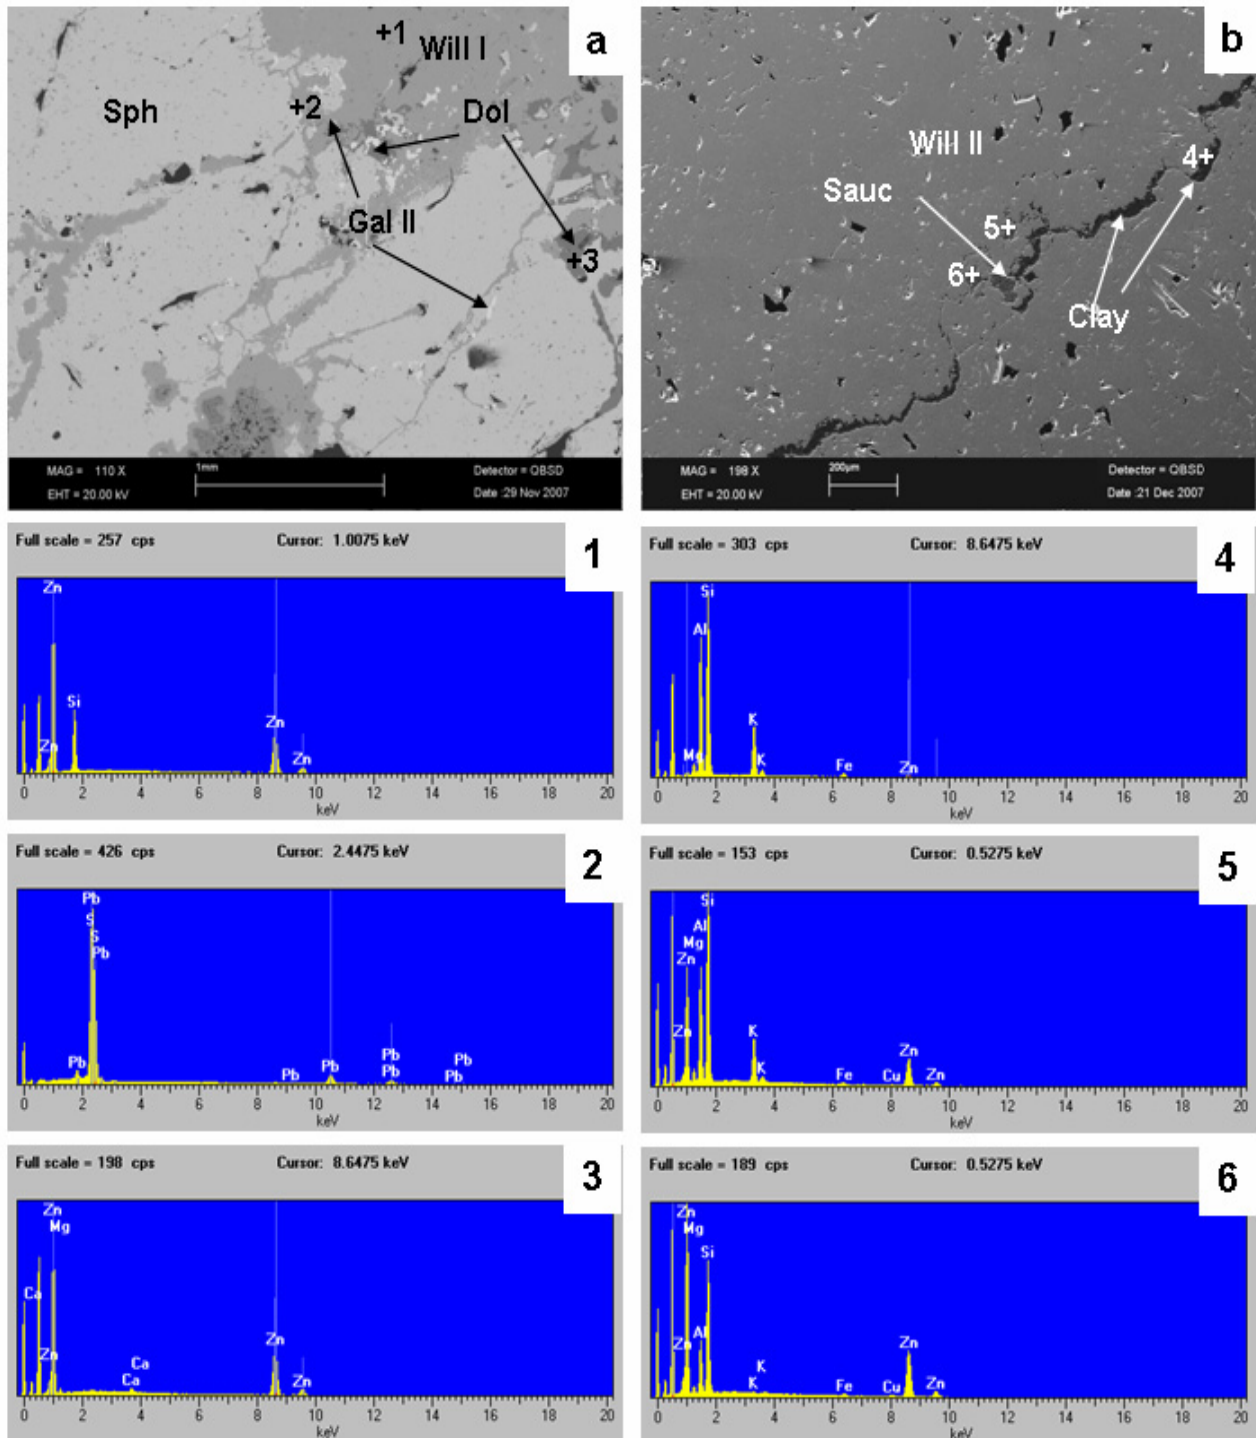 a
+1
Will I
Sph
+2
Dol
Gal II
+3
MAG = 110 X
1mm
Detector = QBSD
EHT = 20.00 kV
Date :29 Nov 2007
b
Will II
4+
Sauc
5+
6+
Clay
MAG = 198 X
200µm
Detector = QBSD
EHT = 20.00 kV
Date :21 Dec 2007
Full scale = 257 cps Cursor: 1.0075 keV
1
Zn
Si
Zn
Zn
Zn
0 2 4 6 8 10 12 14 16 18 20
keV
Full scale = 426 cps Cursor: 2.4475 keV
2
Pb
S
S
Pb
Pb
Pb
Pb
Pb
Pb
Pb
Pb
0 2 4 6 8 10 12 14 16 18 20
keV
Full scale = 198 cps Cursor: 8.6475 keV
3
Zn
Mg
Ca
Zn
Ca
Ca
Zn
Zn
0 2 4 6 8 10 12 14 16 18 20
keV
Full scale = 303 cps Cursor: 8.6475 keV
4
Si
Al
K
Mg
K
Fe
Zn
0 2 4 6 8 10 12 14 16 18 20
keV
Full scale = 153 cps Cursor: 0.5275 keV
5
Si
Al
Mg
Zn
Zn
K
K
Fe
Cu
Zn
Zn
0 2 4 6 8 10 12 14 16 18 20
keV
Full scale = 189 cps Cursor: 0.5275 keV
6
Zn
Mg
Si
Al
Zn
K
K
Fe
Cu
Zn
Zn
0 2 4 6 8 10 12 14 16 18 20
keV